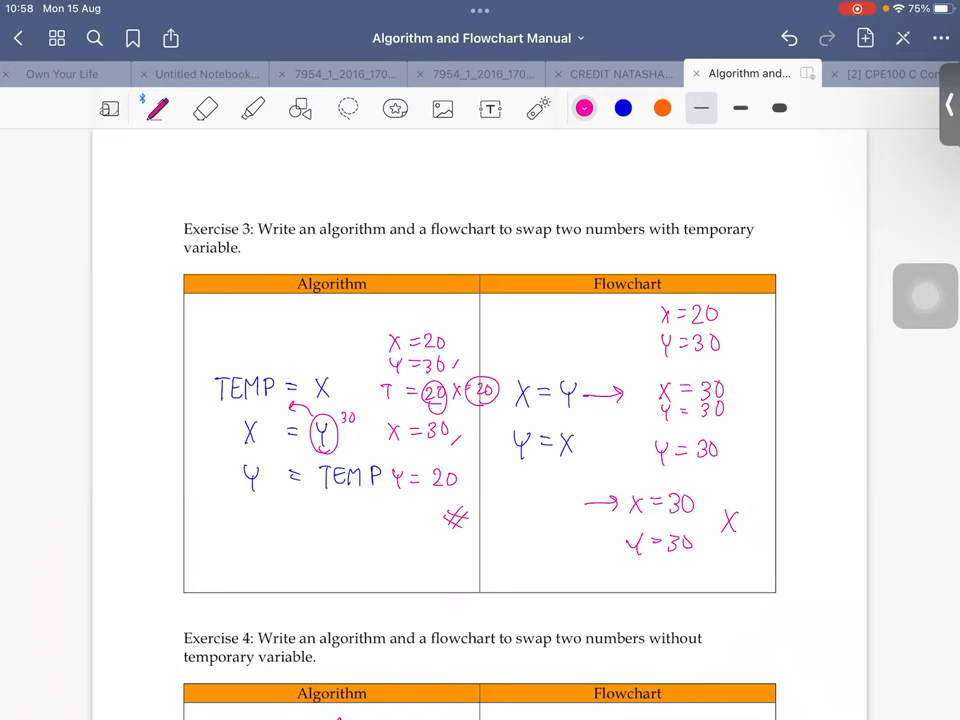 10:58 Mon 15 Aug
75%
Algorithm and Flowchart Manual
Own Your Life
Untitled Notebook...
7954_1_2016_170...
7954_1_2016_170...
CREDIT NATASHA...
Algorithm and...
[2] CPE100 C Con
T
Exercise 3: Write an algorithm and a flowchart to swap two numbers with temporary
variable.
Algorithm
Flowchart
X = 20
Y = 30
T = 20 X = 20
TEMP = X
X = Y 30
X = 30
Y = TEMP
Y = 20
X = 20
Y = 30
X = Y → X = 30
Y = 30
Y = X
Y = 30
→ X = 30
Y = 30
X
Exercise 4: Write an algorithm and a flowchart to swap two numbers without
temporary variable.
Algorithm
Flowchart